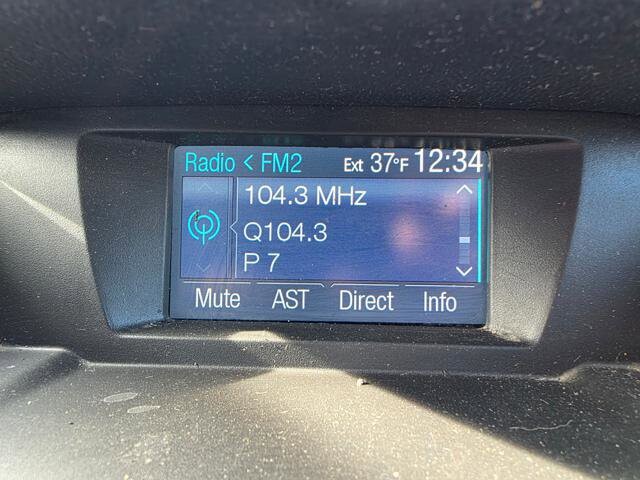 Radio < FM2 Ext 37°F 12:34
104.3 MHz
Q104.3
P 7
Mute AST Direct Info